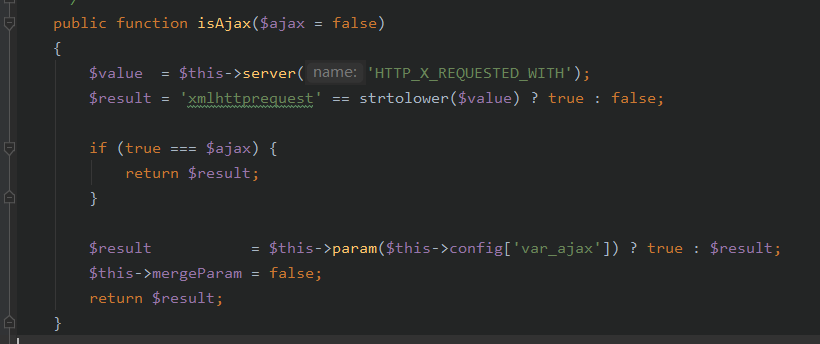 */
public function isAjax($ajax = false)
{
    $value  = $this->server( name: 'HTTP_X_REQUESTED_WITH');
    $result = 'xmlhttprequest' == strtolower($value) ? true : false;

    if (true === $ajax) {
        return $result;
    }

    $result           = $this->param($this->config['var_ajax']) ? true : $result;
    $this->mergeParam = false;
    return $result;
}